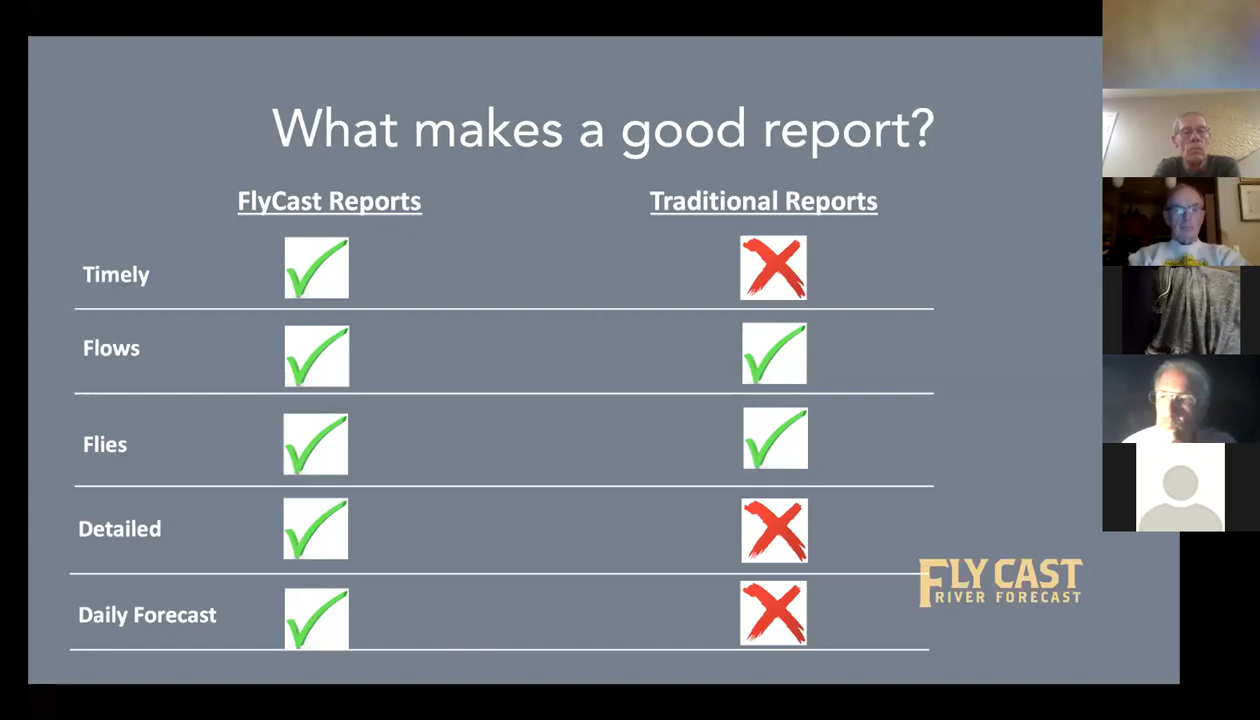 What makes a good report?
FlyCast Reports
Traditional Reports
Timely
Flows
Flies
Detailed
Daily Forecast
FLY CAST
RIVER FORECAST